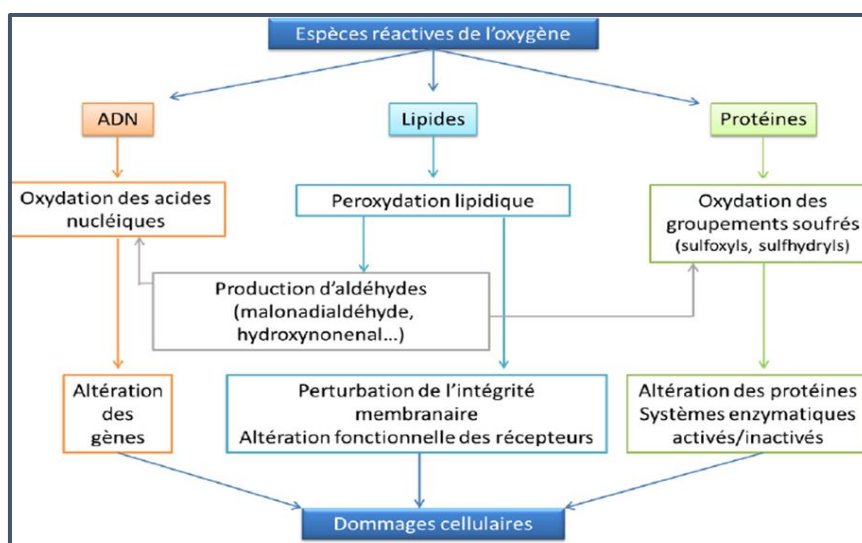 Espèces réactives de l'oxygène
ADN
Lipides
Protéines
Oxydation des acides
nucléiques
Peroxydation lipidique
Oxydation des
groupements soufrés
(sulfoxyls, sulfhydryls)
Production d'aldéhydes
(malonadialdéhyde,
hydroxynonenal...)
Altération
des
gènes
Perturbation de l'intégrité
membranaire
Altération fonctionnelle des récepteurs
Altération des protéines
Systèmes enzymatiques
activés/inactivés
Dommages cellulaires